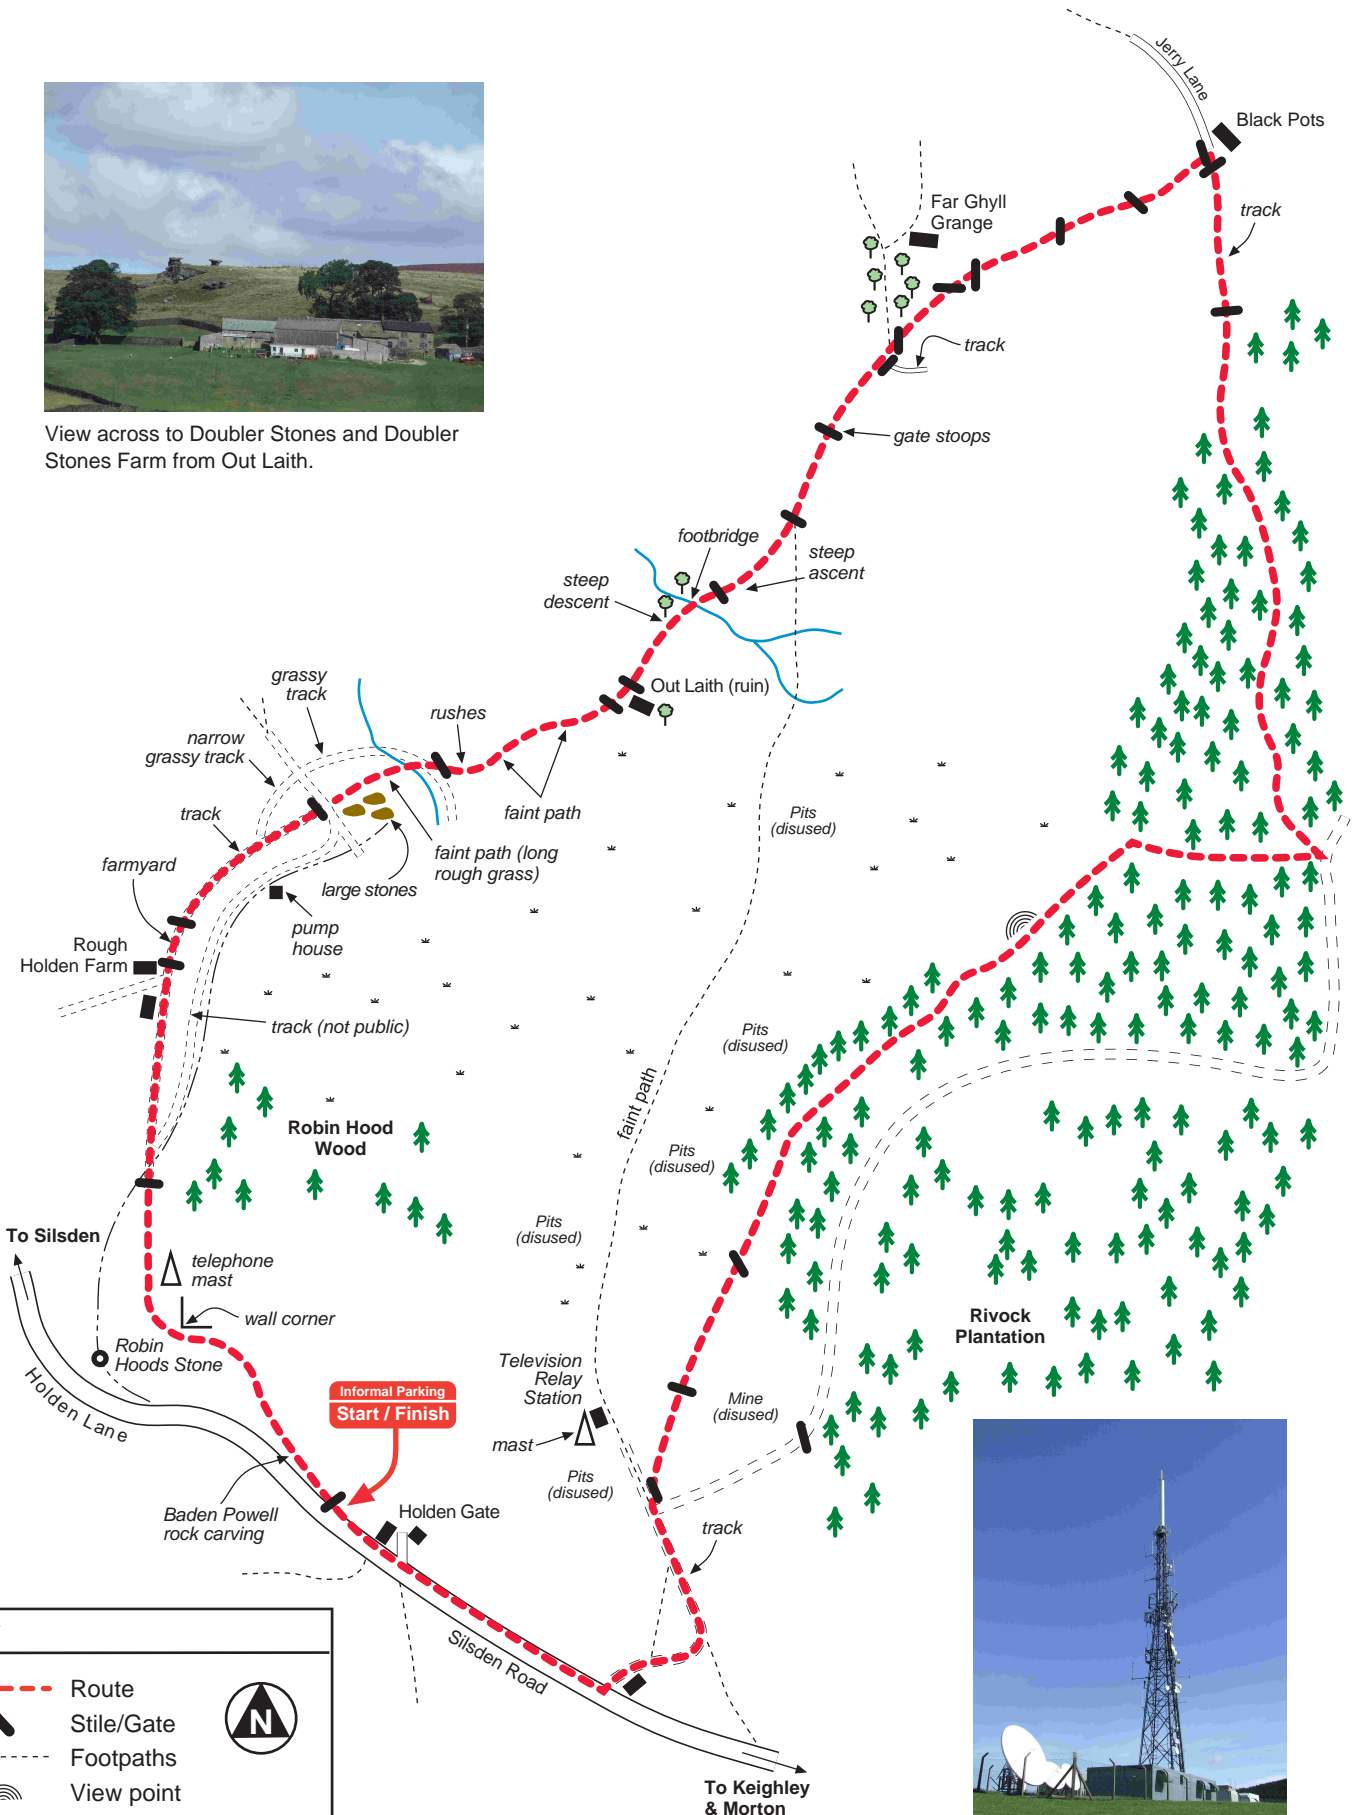 Jerry Lane
Black Pots
Far Ghyll
Grange
track
track
gate stoops
View across to Doubler Stones and Doubler
Stones Farm from Out Laith.
footbridge
steep
ascent
steep
descent
Out Laith (ruin)
grassy
track
rushes
narrow
grassy track
faint path
track
Pits
(disused)
faint path (long
rough grass)
farmyard
large stones
pump
house
Rough
Holden Farm
track (not public)
Pits
(disused)
faint path
Robin Hood
Wood
Pits
(disused)
Pits
(disused)
To Silsden
telephone
mast
wall corner
Rivock
Plantation
Robin
Hoods Stone
Television
Relay
Station
Holden Lane
Informal Parking
Start / Finish
Mine
(disused)
mast
Pits
(disused)
Baden Powell
rock carving
Holden Gate
track
Silsden Road
Route
Stile/Gate
Footpaths
View point
N
To Keighley
& Morton